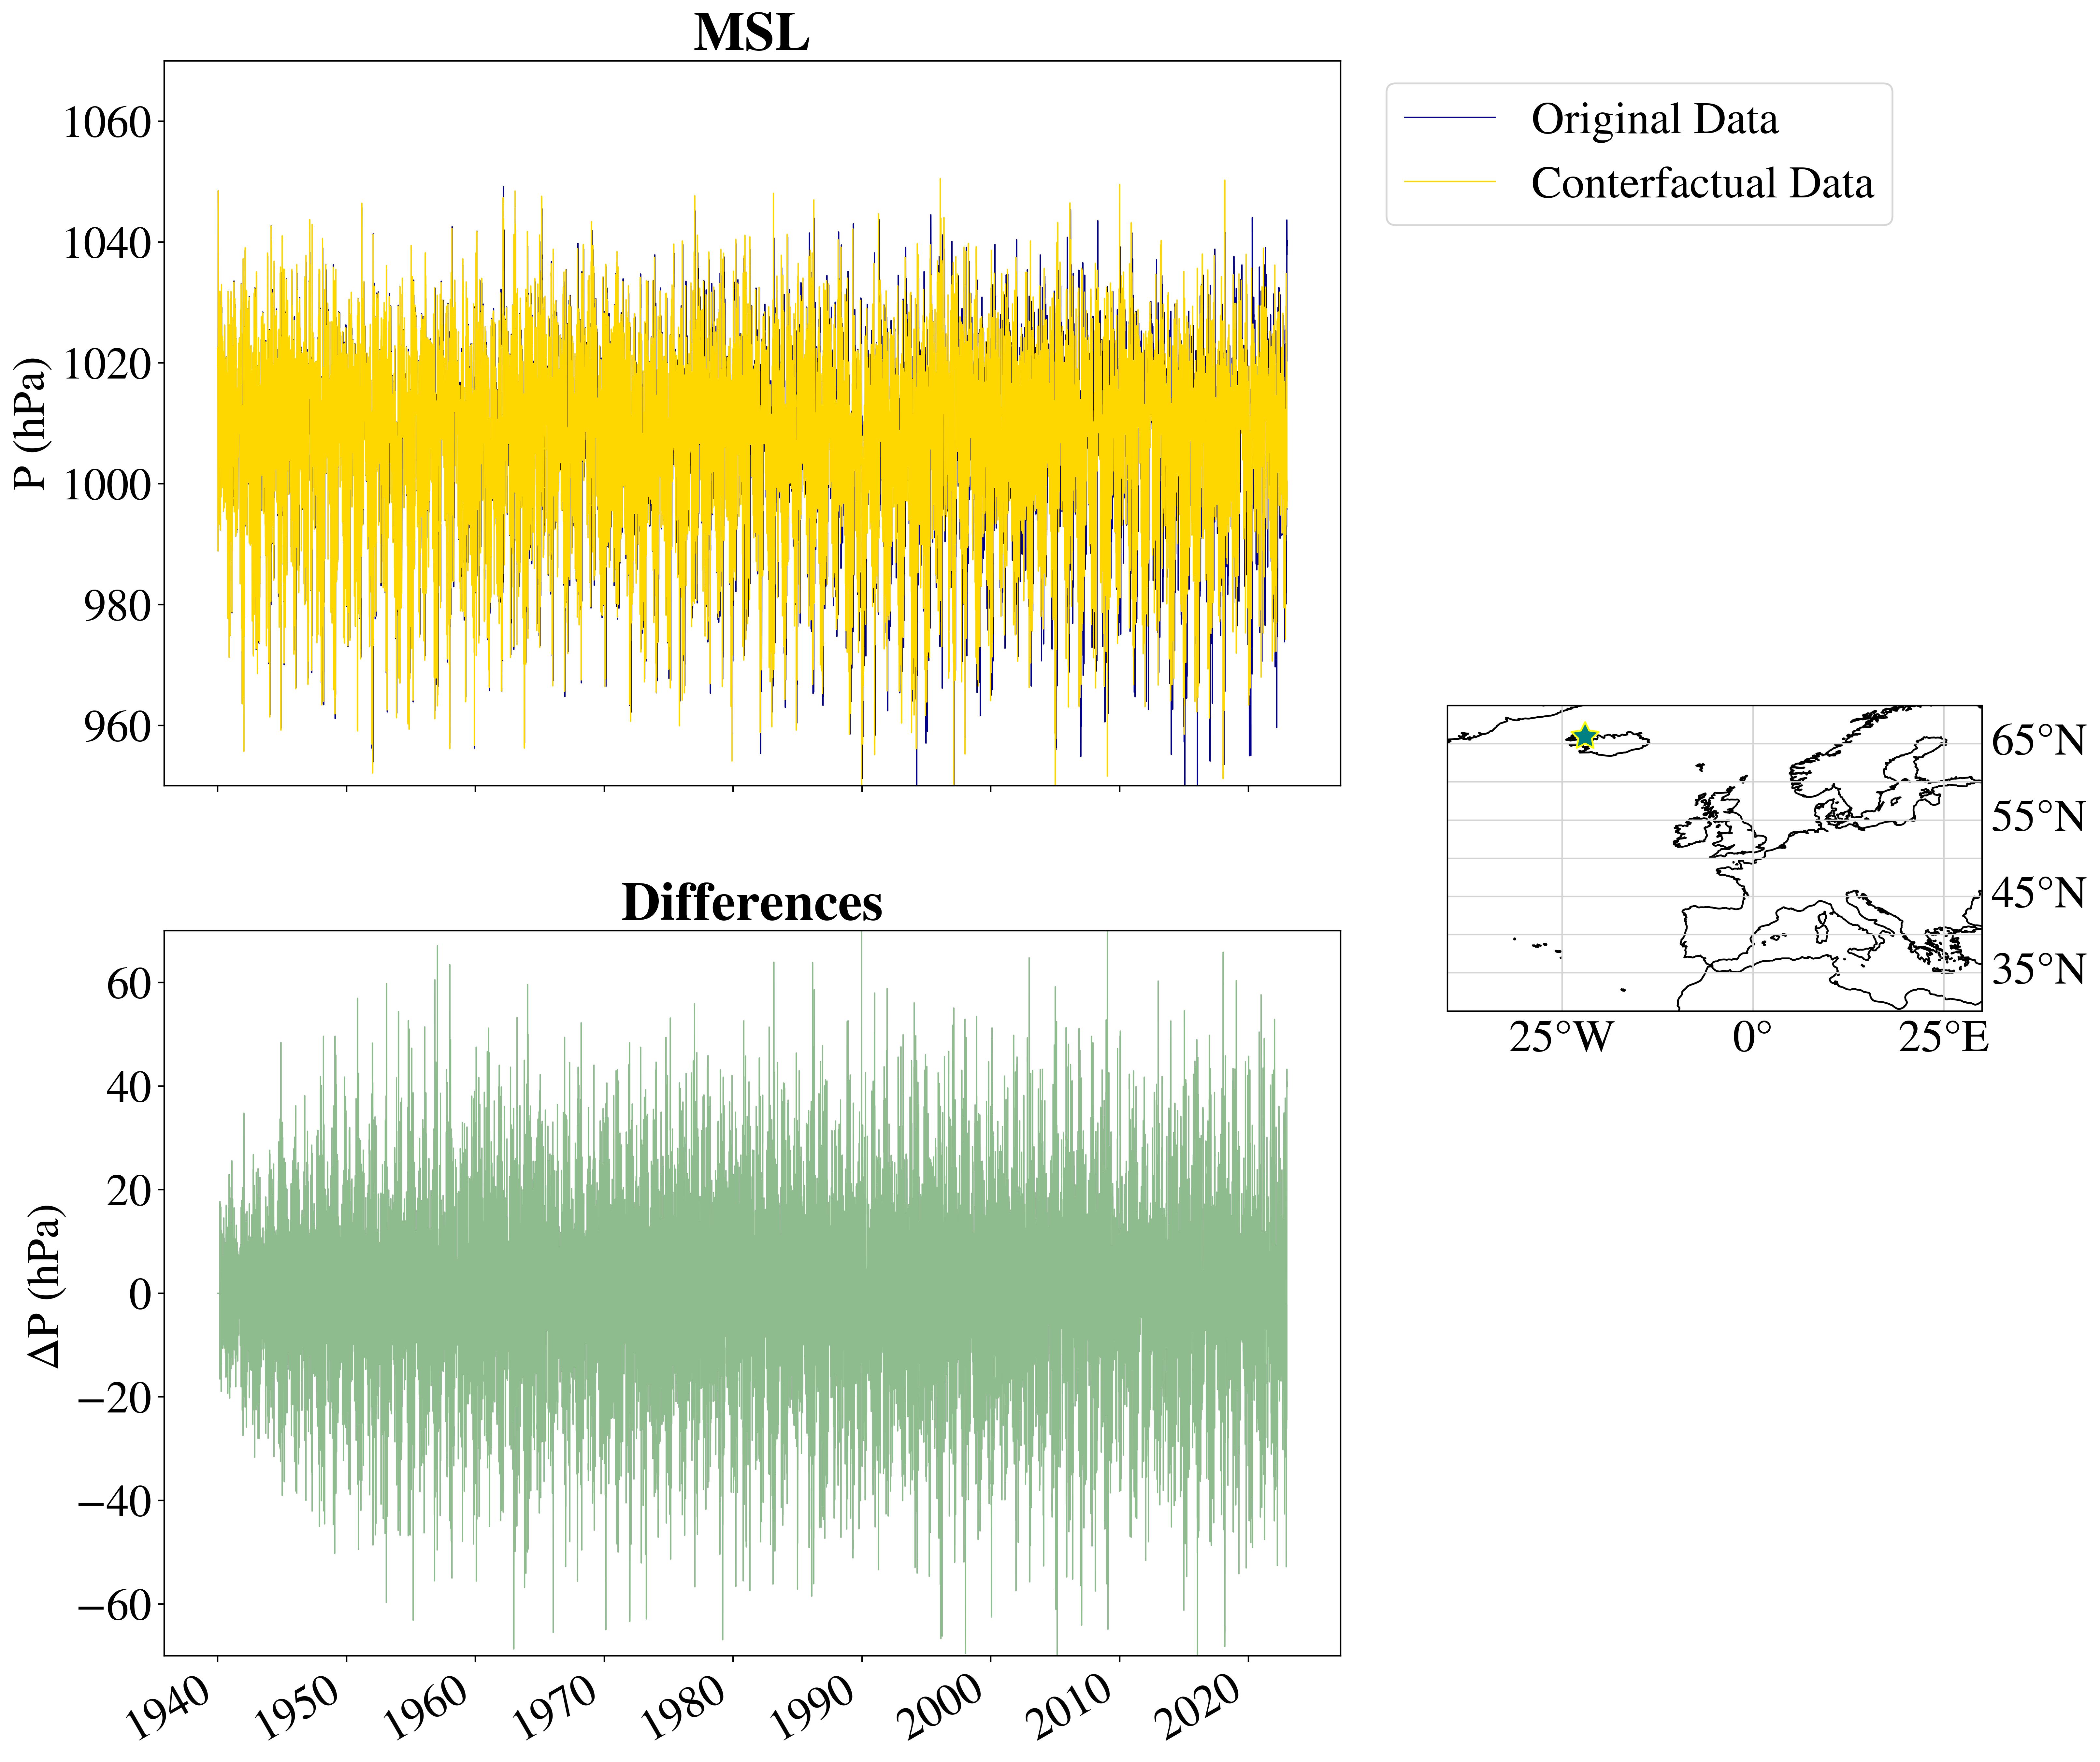 MSL
1060
1040
1020
1000
980
960
P (hPa)
Original Data
Conterfactual Data
65°N
55°N
45°N
35°N
25°W 0° 25°E
Differences
60
40
20
0
−20
−40
−60
ΔP (hPa)
1940 1950 1960 1970 1980 1990 2000 2010 2020